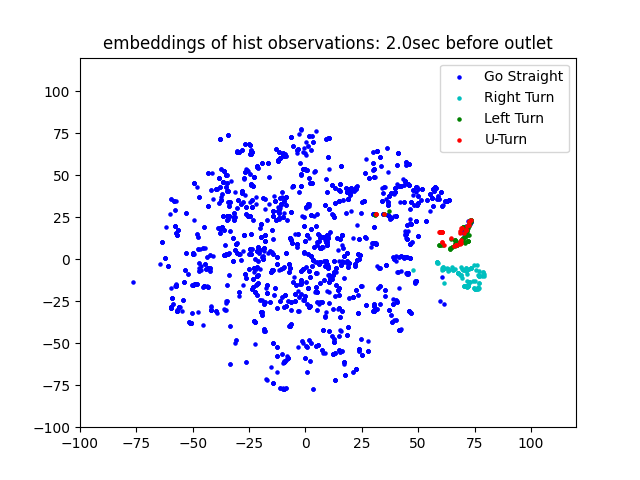 embeddings of hist observations: 2.0sec before outlet
Go Straight
Right Turn
Left Turn
U-Turn
100
75
50
25
0
−25
−50
−75
−100
−100 −75 −50 −25 0 25 50 75 100